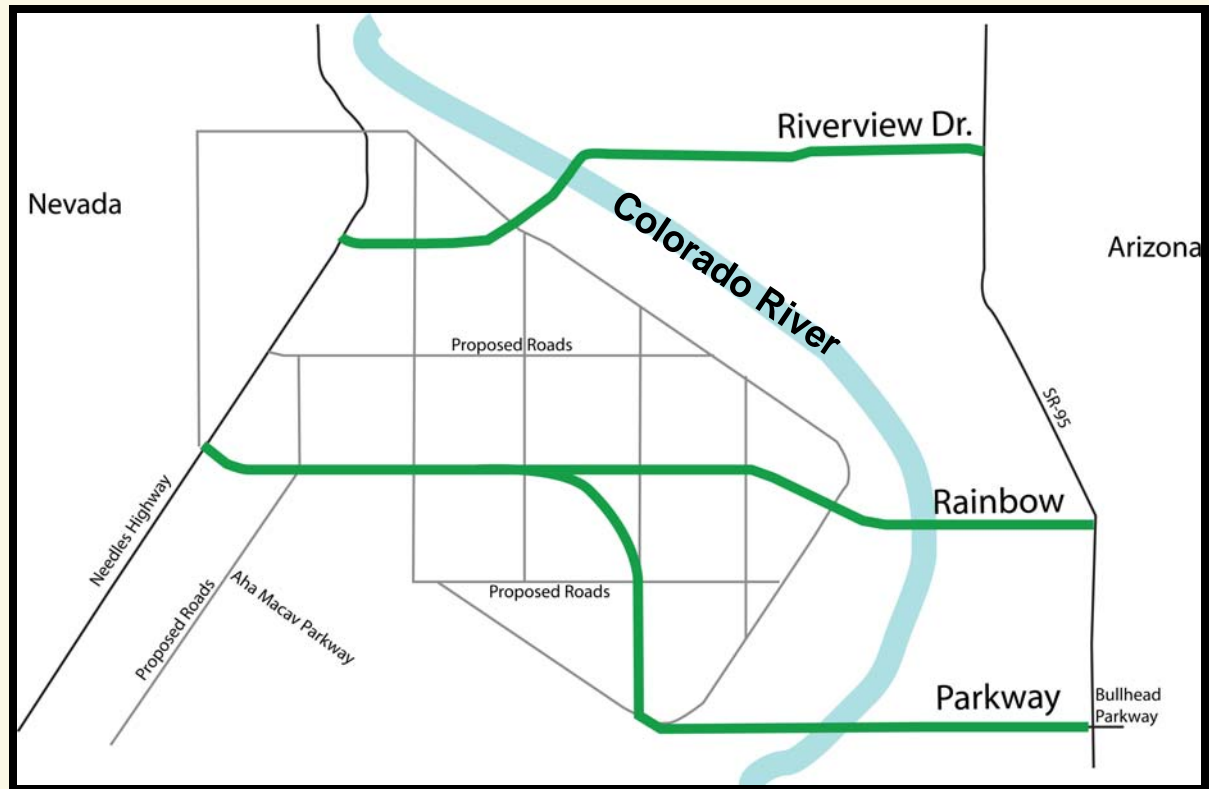 Riverview Dr.
Nevada
Colorado River
Arizona
Proposed Roads
SR-95
Rainbow
Needles Highway
Proposed Roads
Aha Macav Parkway
Proposed Roads
Parkway
Bullhead
Parkway